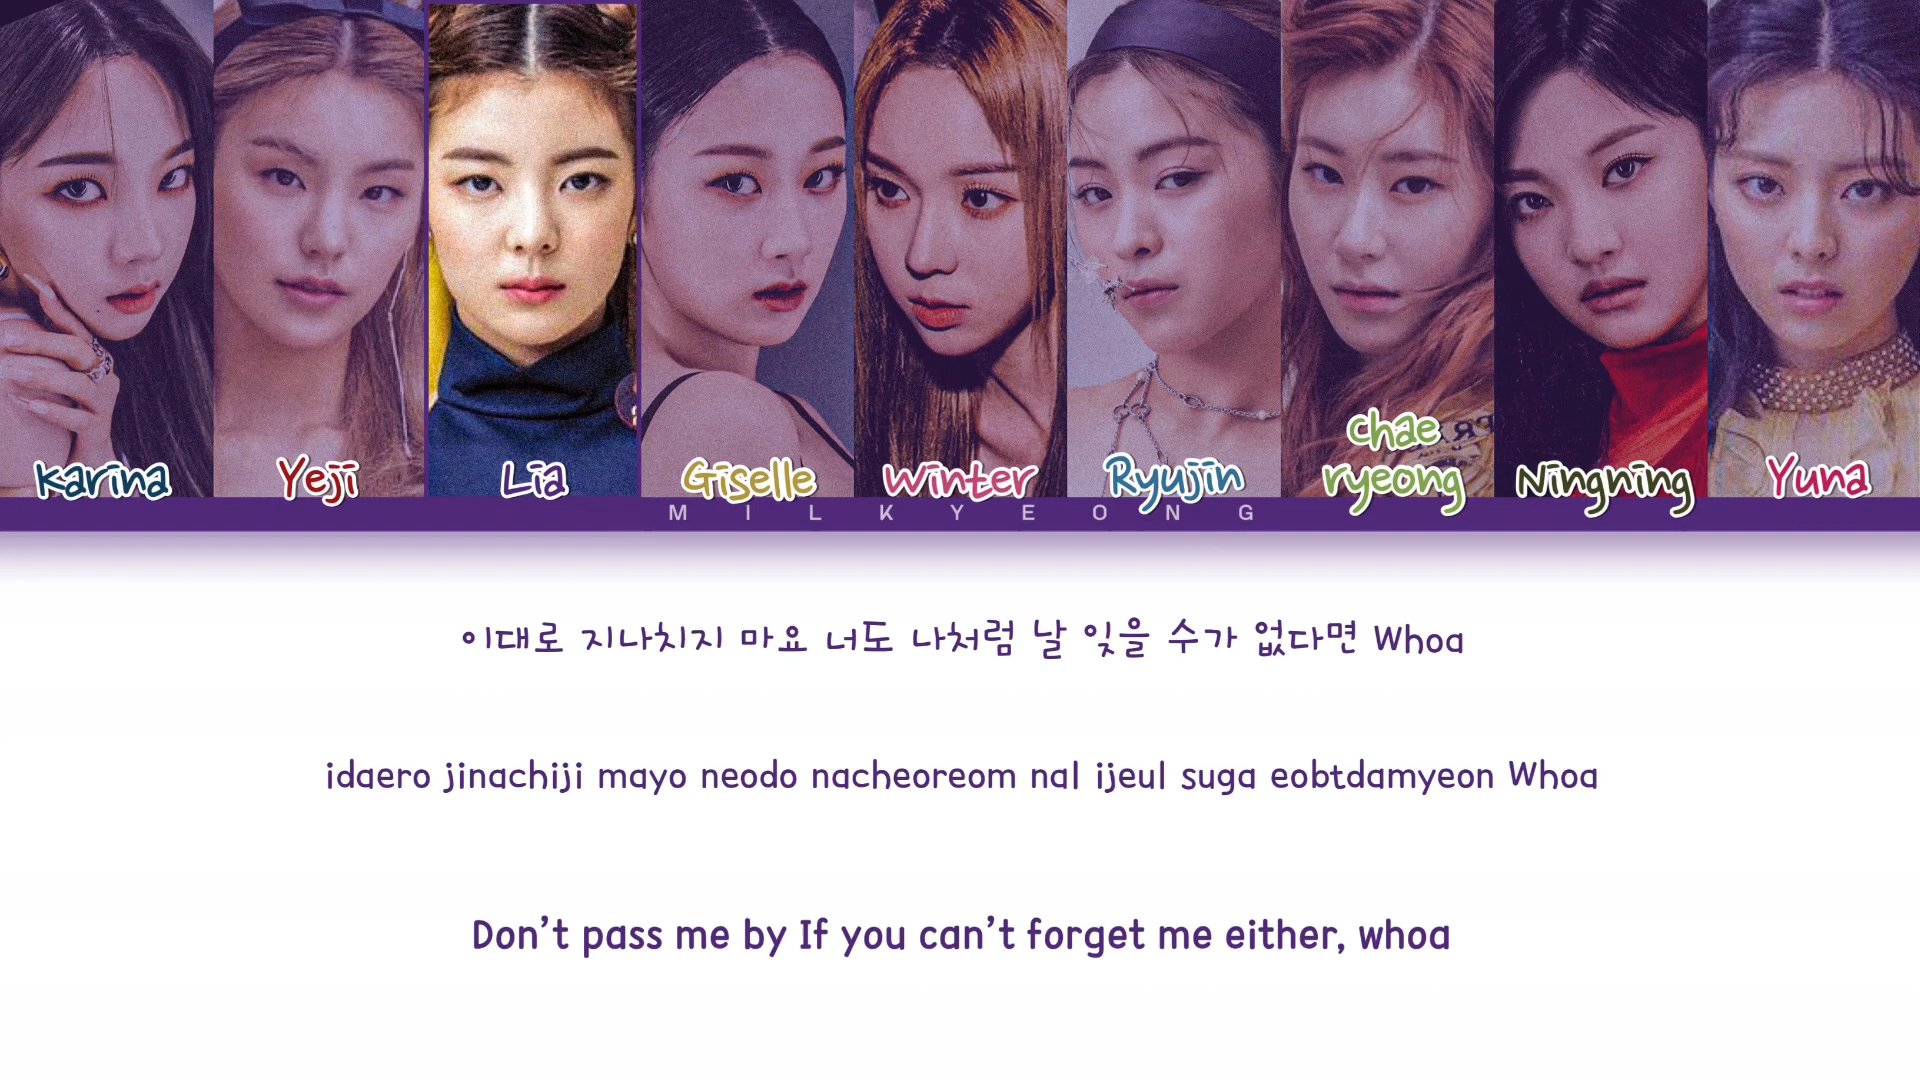 Karina
Yeji
Lia
Giselle
Winter
Ryujin
chae
ryeong
Ningning
Yuna
MILKYEONG
이대로 지나치지 마요 너도 나처럼 날 잊을 수가 없다면 Whoa
idaero jinachiji mayo neodo nacheoreom nal ijeul suga eobtdamyeon Whoa
Don't pass me by If you can't forget me either, whoa